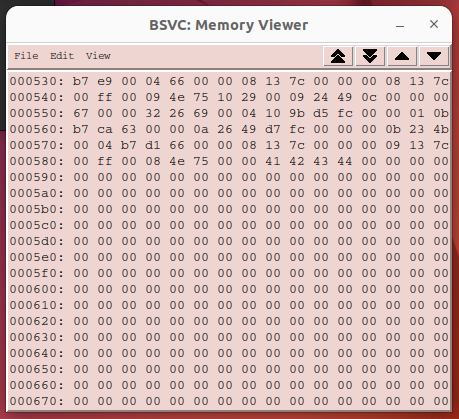 BSVC: Memory Viewer
File Edit View
000530: b7 e9 00 04 66 00 00 08 13 7c 00 00 00 08 13 7c
000540: 00 ff 00 09 4e 75 10 29 00 09 24 49 0c 00 00 00
000550: 67 00 00 32 26 69 00 04 10 9b d5 fc 00 00 01 0b
000560: b7 ca 63 00 00 0a 26 49 d7 fc 00 00 00 0b 23 4b
000570: 00 04 b7 d1 66 00 00 08 13 7c 00 00 00 09 13 7c
000580: 00 ff 00 08 4e 75 00 00 41 42 43 44 00 00 00 00
000590: 00 00 00 00 00 00 00 00 00 00 00 00 00 00 00 00
0005a0: 00 00 00 00 00 00 00 00 00 00 00 00 00 00 00 00
0005b0: 00 00 00 00 00 00 00 00 00 00 00 00 00 00 00 00
0005c0: 00 00 00 00 00 00 00 00 00 00 00 00 00 00 00 00
0005d0: 00 00 00 00 00 00 00 00 00 00 00 00 00 00 00 00
0005e0: 00 00 00 00 00 00 00 00 00 00 00 00 00 00 00 00
0005f0: 00 00 00 00 00 00 00 00 00 00 00 00 00 00 00 00
000600: 00 00 00 00 00 00 00 00 00 00 00 00 00 00 00 00
000610: 00 00 00 00 00 00 00 00 00 00 00 00 00 00 00 00
000620: 00 00 00 00 00 00 00 00 00 00 00 00 00 00 00 00
000630: 00 00 00 00 00 00 00 00 00 00 00 00 00 00 00 00
000640: 00 00 00 00 00 00 00 00 00 00 00 00 00 00 00 00
000650: 00 00 00 00 00 00 00 00 00 00 00 00 00 00 00 00
000660: 00 00 00 00 00 00 00 00 00 00 00 00 00 00 00 00
000670: 00 00 00 00 00 00 00 00 00 00 00 00 00 00 00 00